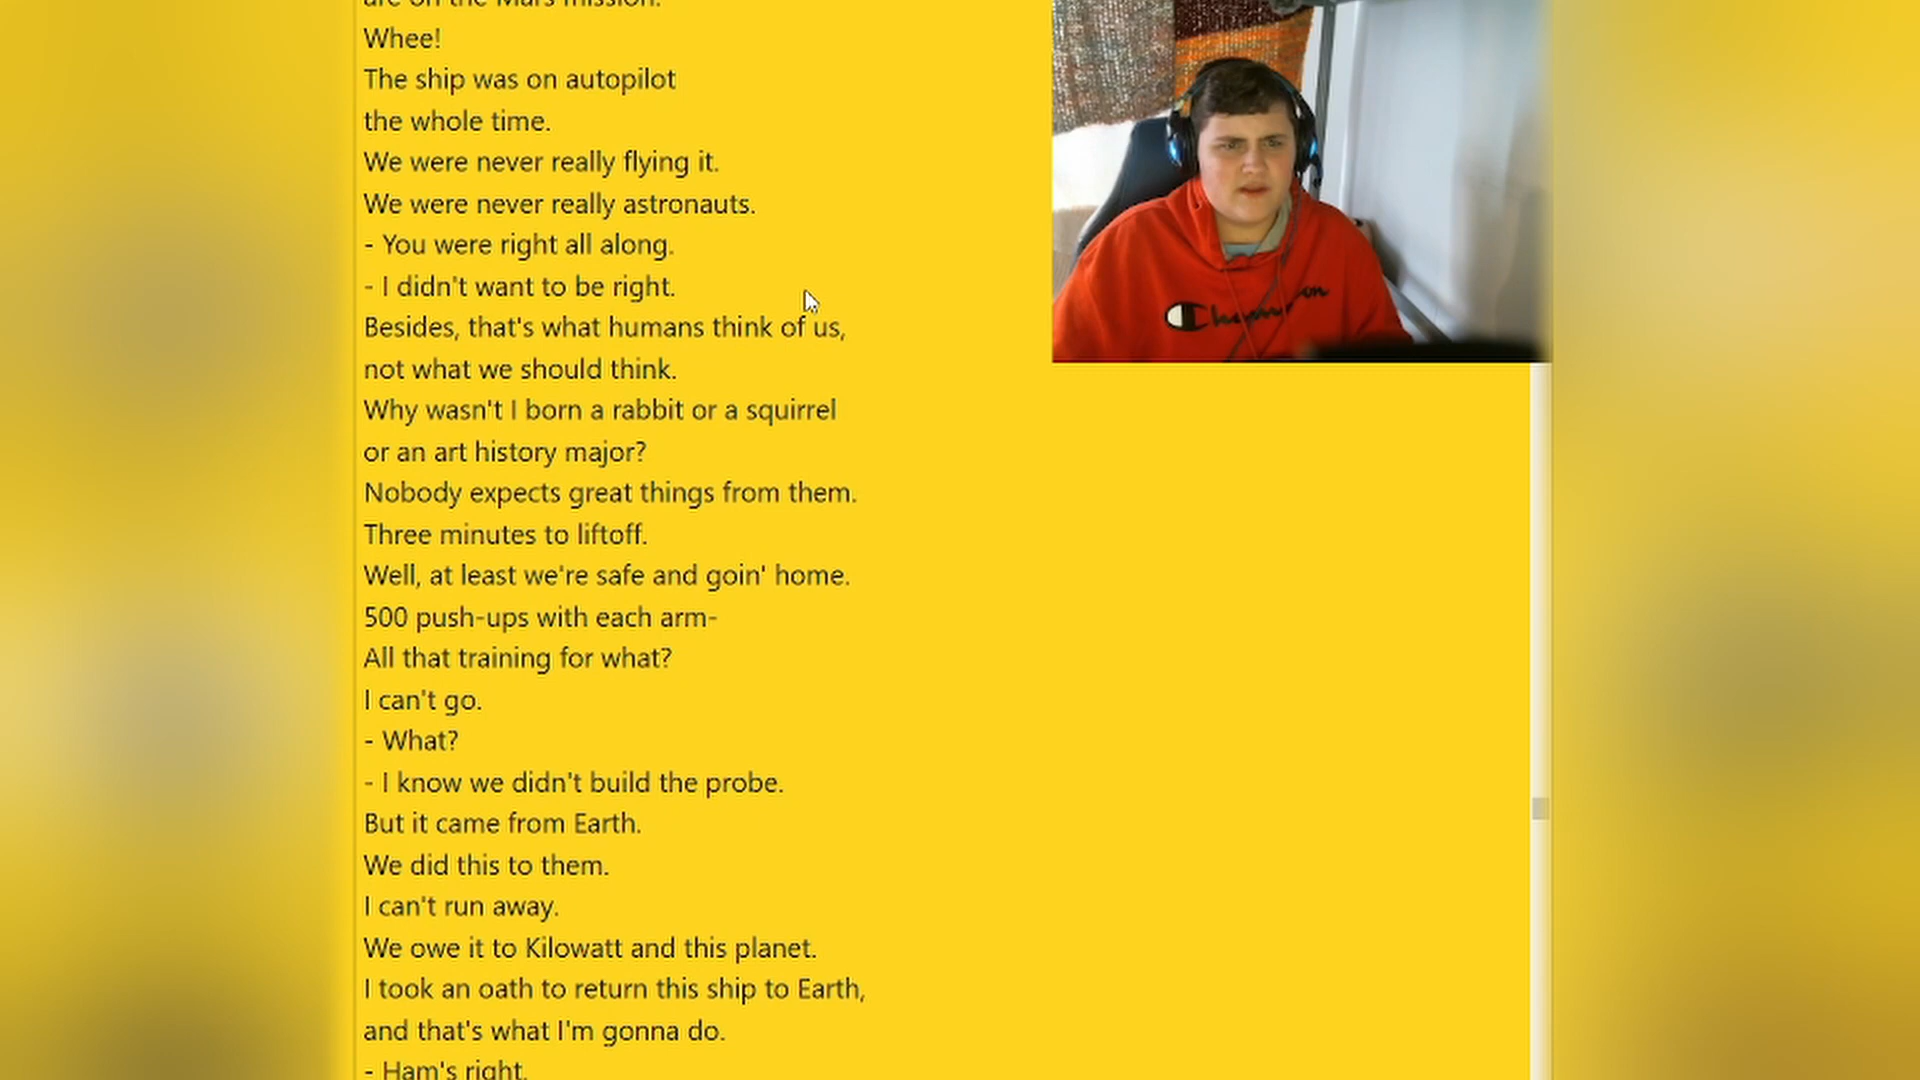 are on the Mars mission.
Whee!
The ship was on autopilot
the whole time.
We were never really flying it.
We were never really astronauts.
- You were right all along.
- I didn't want to be right.
Besides, that's what humans think of us,
not what we should think.
Why wasn't I born a rabbit or a squirrel
or an art history major?
Nobody expects great things from them.
Three minutes to liftoff.
Well, at least we're safe and goin' home.
500 push-ups with each arm-
All that training for what?
I can't go.
- What?
- I know we didn't build the probe.
But it came from Earth.
We did this to them.
I can't run away.
We owe it to Kilowatt and this planet.
I took an oath to return this ship to Earth,
and that's what I'm gonna do.
- Ham's right.
Champion